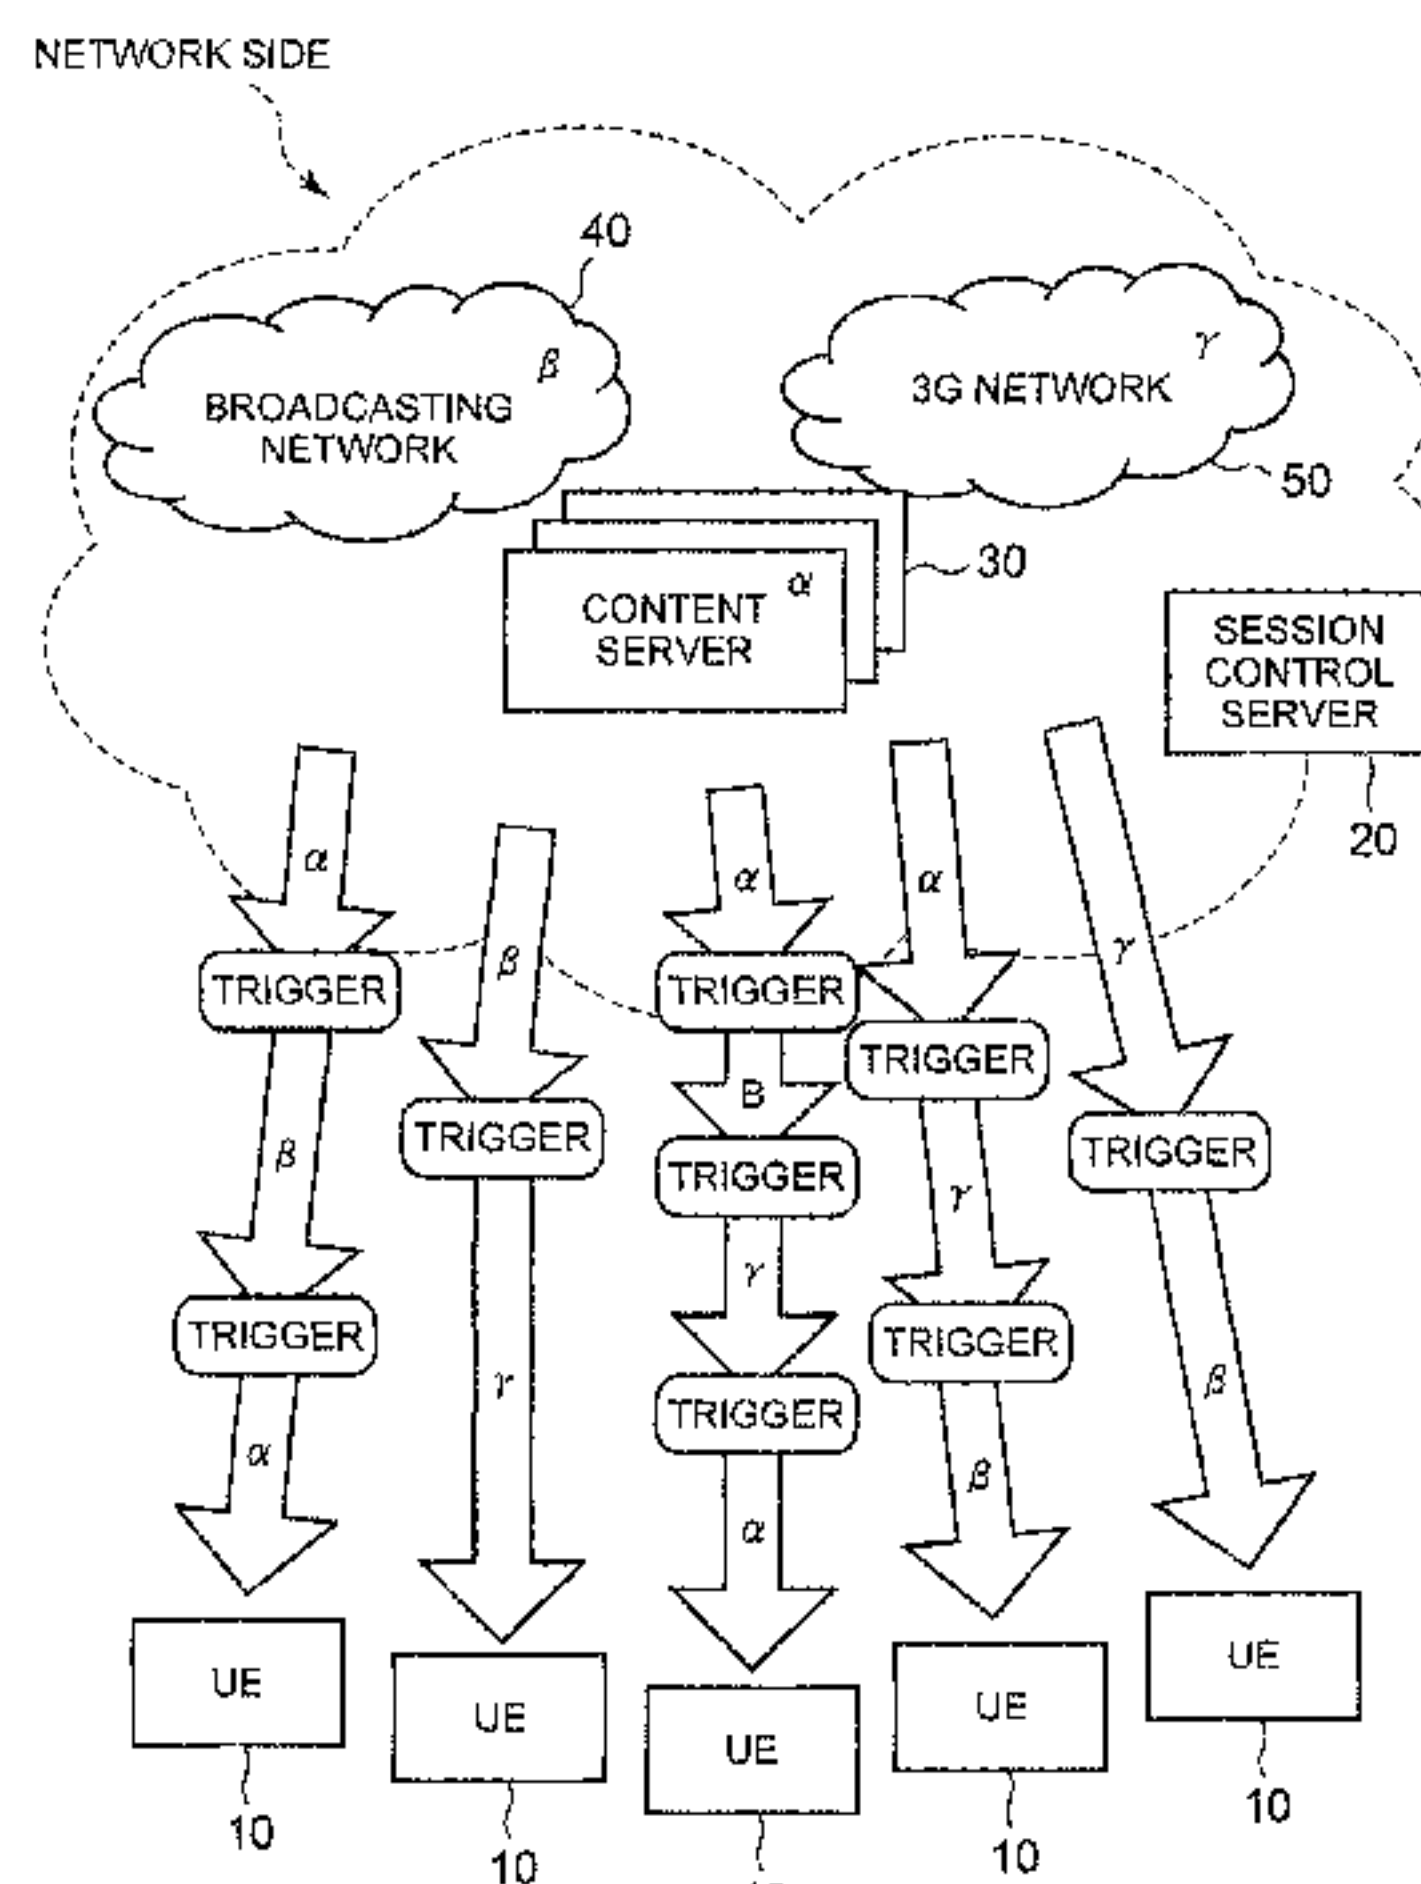 NETWORK SIDE
40
β
γ
BROADCASTING
NETWORK
3G NETWORK
50
30
α
CONTENT
SERVER
SESSION
CONTROL
SERVER
20
α
α
α
β
γ
TRIGGER
TRIGGER
TRIGGER
B
TRIGGER
TRIGGER
β
TRIGGER
γ
γ
TRIGGER
TRIGGER
γ
β
TRIGGER
α
β
α
UE
UE
UE
UE
UE
10
10
10
10